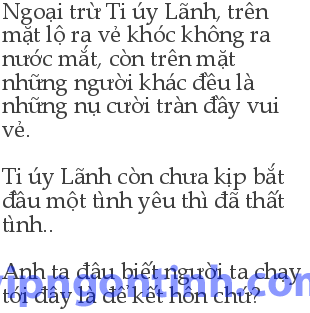 Ngoại trừ Ti úy Lãnh, trên
mặt lộ ra vẻ khóc không ra
nước mắt, còn trên mặt
những người khác đều là
những nụ cười tràn đầy vui
vẻ.
Ti úy Lãnh còn chưa kịp bắt
đầu một tình yêu thì đã thất
tình..
Anh ta đâu biết người ta chạy
tới đây là để kết hôn chứ?